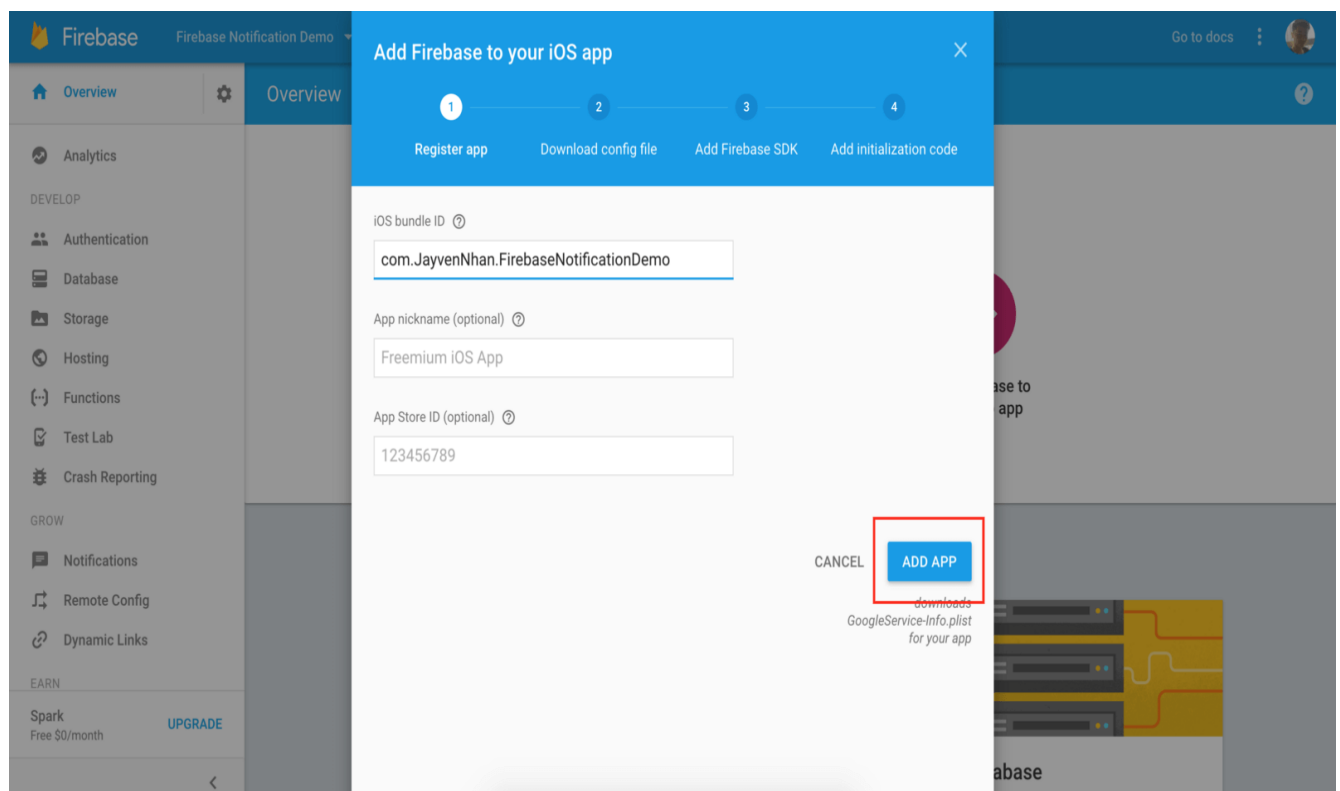 Firebase
Firebase Notification Demo
Go to docs
Overview
Overview
Analytics
DEVELOP
Authentication
Database
Storage
Hosting
Functions
Test Lab
Crash Reporting
GROW
Notifications
Remote Config
Dynamic Links
EARN
Spark
Free $0/month
UPGRADE
Add Firebase to your iOS app
1
2
3
4
Register app
Download config file
Add Firebase SDK
Add initialization code
iOS bundle ID
com.JayvenNhan.FirebaseNotificationDemo
App nickname (optional)
Freemium iOS App
App Store ID (optional)
123456789
CANCEL
ADD APP
downloads
GoogleService-Info.plist
for your app
ase to
app
abase